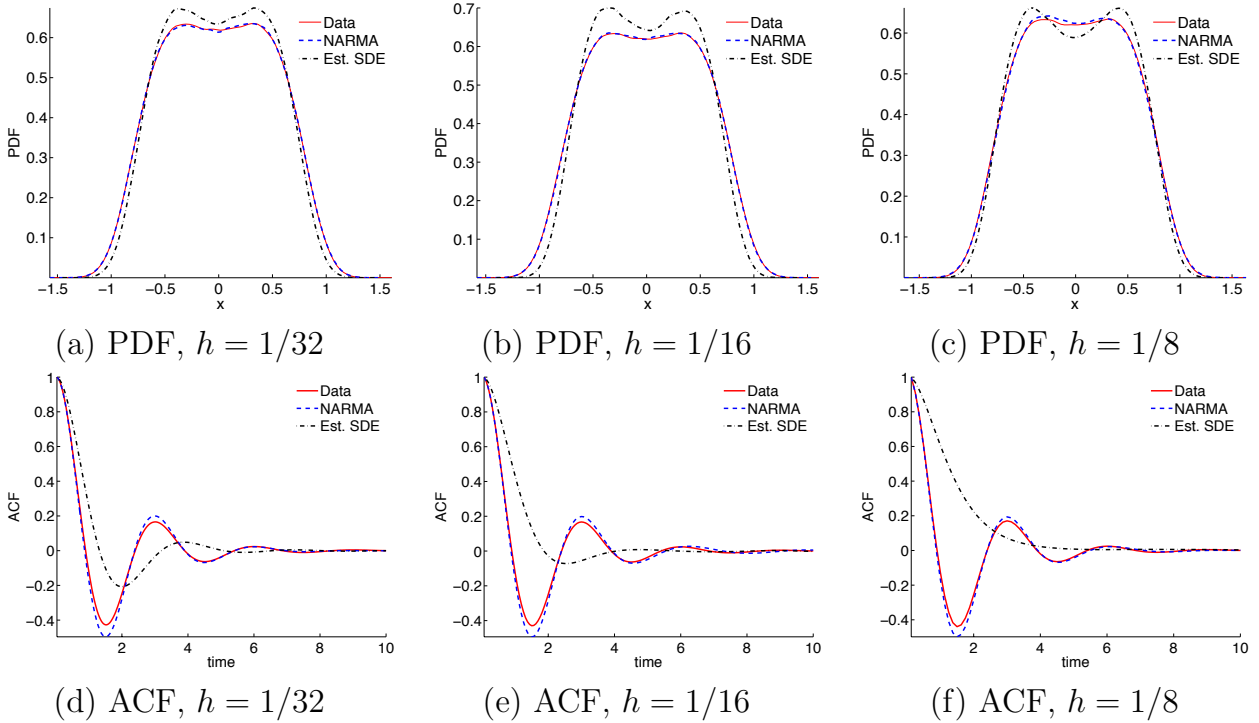 0.6
0.5
0.4
0.3
0.2
0.1
PDF
−1.5 −1 −0.5 0 0.5 1 1.5
x
Data
NARMA
Est. SDE
(a) PDF, h = 1/32
0.7
0.6
0.5
0.4
0.3
0.2
0.1
PDF
−1.5 −1 −0.5 0 0.5 1 1.5
x
Data
NARMA
Est. SDE
(b) PDF, h = 1/16
0.6
0.5
0.4
0.3
0.2
0.1
PDF
−1.5 −1 −0.5 0 0.5 1 1.5
x
Data
NARMA
Est. SDE
(c) PDF, h = 1/8
1
0.8
0.6
0.4
0.2
0
−0.2
−0.4
ACF
2 4 6 8 10
time
Data
NARMA
Est. SDE
(d) ACF, h = 1/32
1
0.8
0.6
0.4
0.2
0
−0.2
−0.4
ACF
2 4 6 8 10
time
Data
NARMA
Est. SDE
(e) ACF, h = 1/16
1
0.8
0.6
0.4
0.2
0
−0.2
−0.4
ACF
2 4 6 8 10
time
Data
NARMA
Est. SDE
(f) ACF, h = 1/8